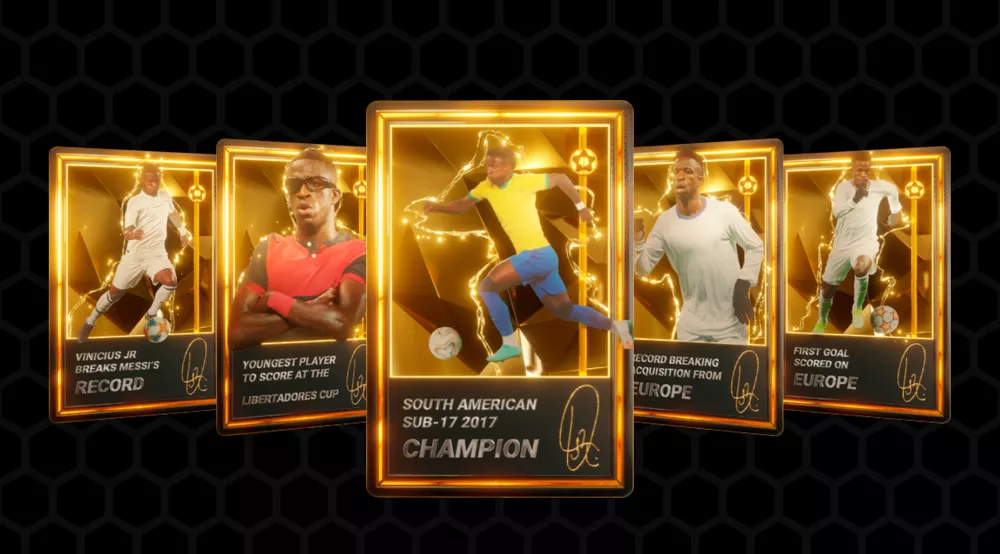 VINICIUS JR
BREAKS MESSI'S
RECORD
YOUNGEST PLAYER
TO SCORE AT THE
LIBERTADORES CUP
SOUTH AMERICAN
SUB-17 2017
CHAMPION
RECORD BREAKING
ACQUISITION FROM
EUROPE
FIRST GOAL
SCORED ON
EUROPE